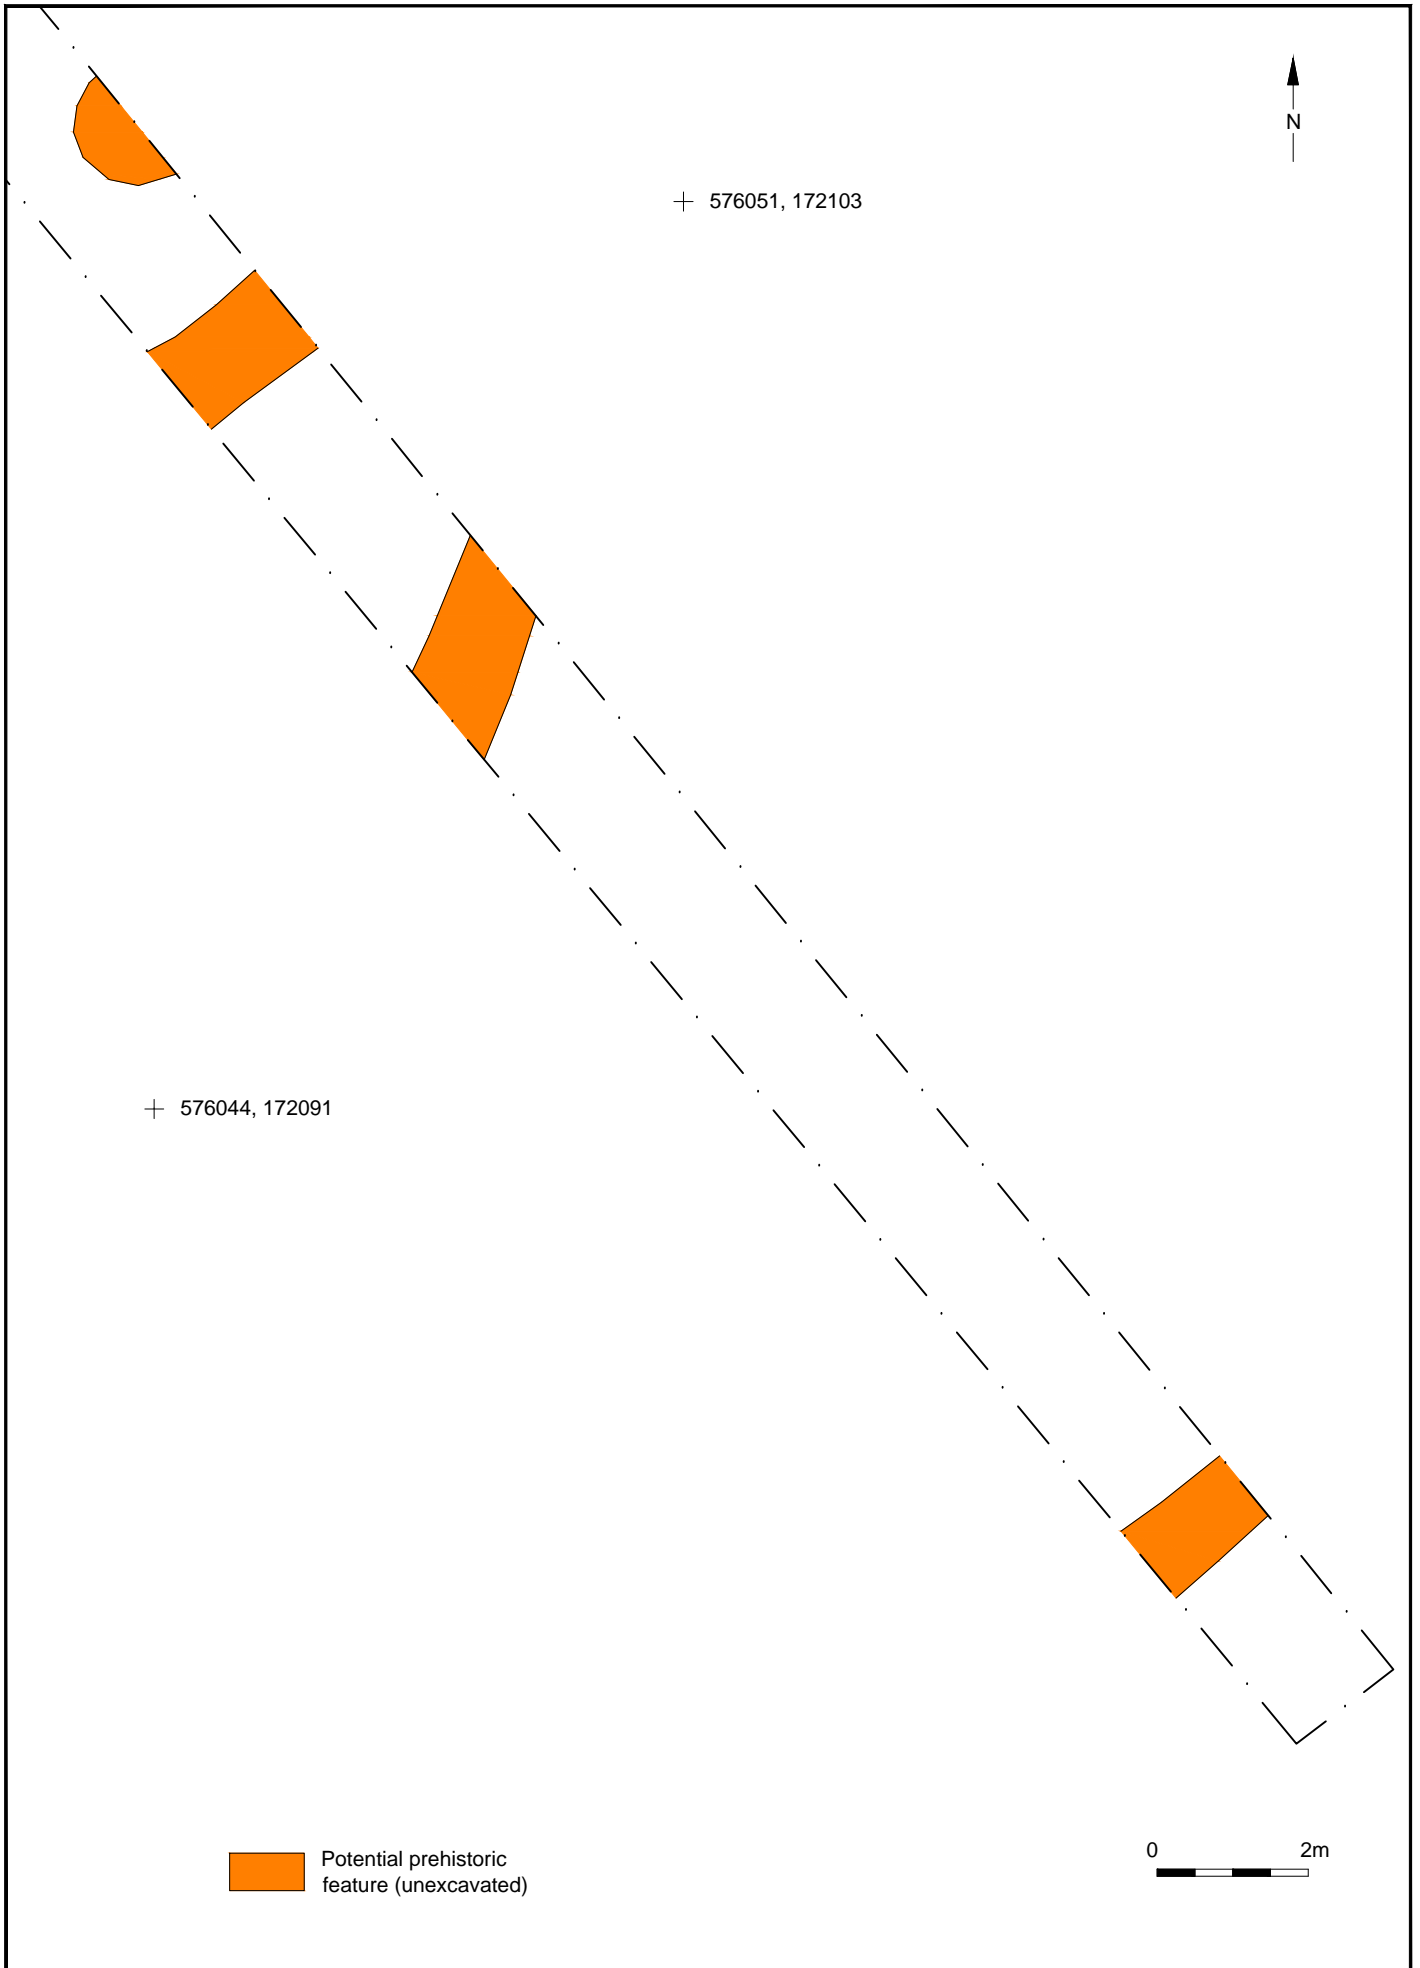 N
576051, 172103
576044, 172091
Potential prehistoric
feature (unexcavated)
0 2m